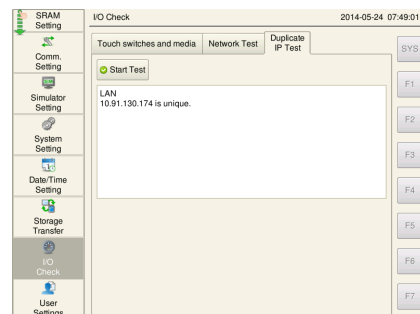 SRAM
Setting
I/O Check
2014-05-24 07:49:01
Touch switches and media
Network Test
Duplicate
IP Test
SYS
Comm.
Setting
Start Test
F1
LAN
10.91.130.174 is unique.
Simulator
Setting
F2
System
Setting
F3
Date/Time
Setting
F4
Storage
Transfer
F5
I/O
Check
F6
User
Settings
F7